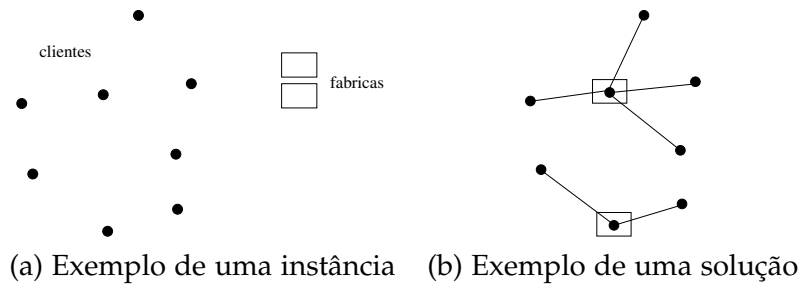 clientes
fabricas
(a) Exemplo de uma instância
(b) Exemplo de uma solução